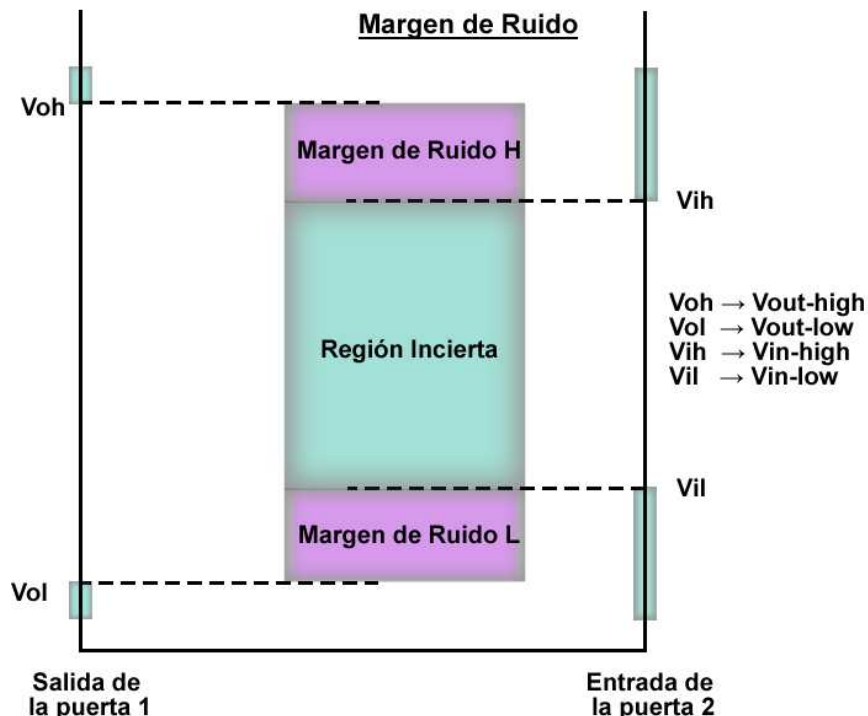 Margen de Ruido
Voh
Margen de Ruido H
Vih
Voh → Vout-high
Vol → Vout-low
Vih → Vin-high
Vil → Vin-low
Región Incierta
Vil
Margen de Ruido L
Vol
Salida de
la puerta 1
Entrada de
la puerta 2